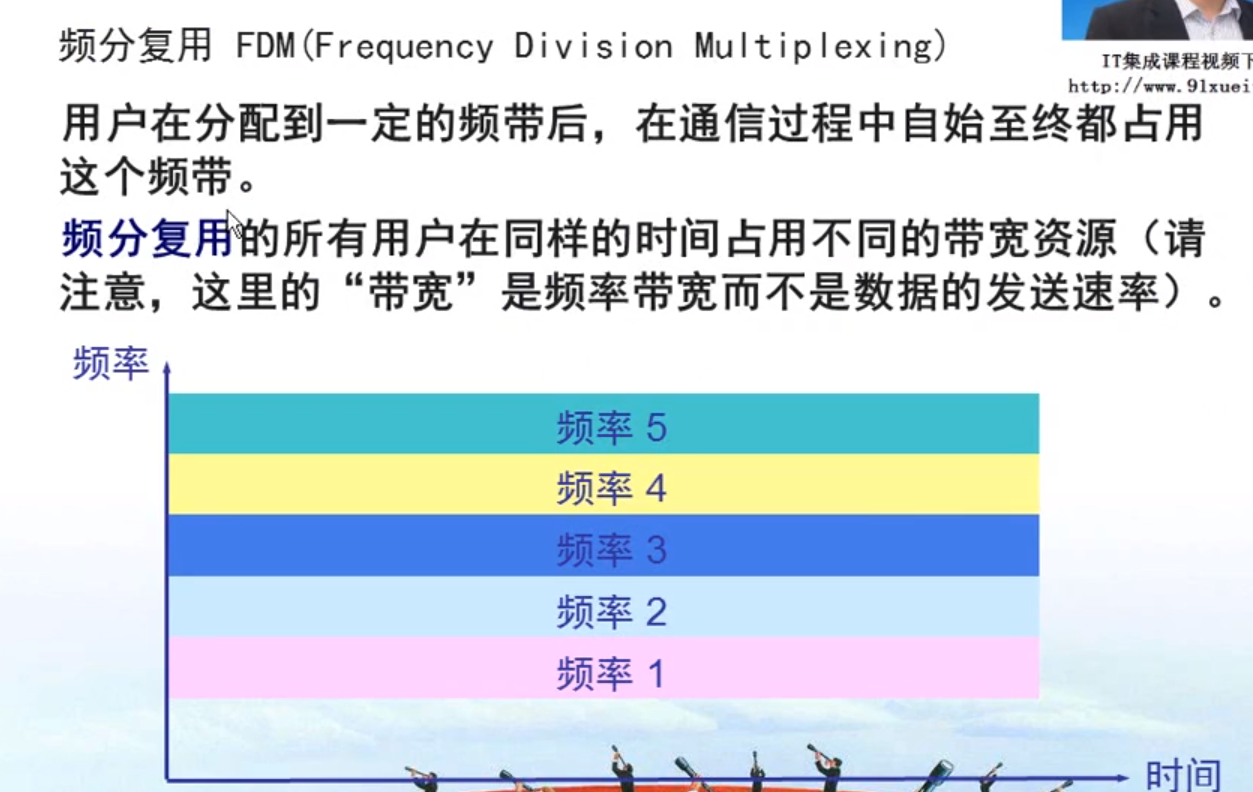 频分复用 FDM(Frequency Division Multiplexing)
IT集成课程视频下
http://www.91xuei
用户在分配到一定的频带后，在通信过程中自始至终都占用
这个频带。
频分复用的所有用户在同样的时间占用不同的带宽资源（请
注意，这里的“带宽”是频率带宽而不是数据的发送速率）。
频率
频率 5
频率 4
频率 3
频率 2
频率 1
时间